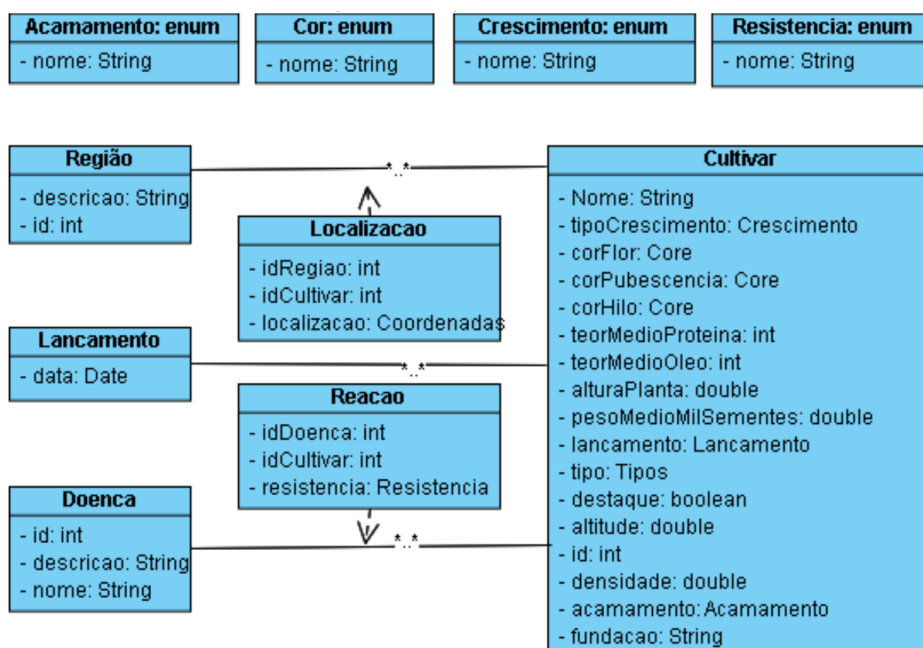 Acamamento: enum
- nome: String
Cor: enum
- nome: String
Crescimento: enum
- nome: String
Resistencia: enum
- nome: String
Região
- descricao: String
- id: int
*..*
Localizacao
- idRegiao: int
- idCultivar: int
- localizacao: Coordenadas
Lancamento
- data: Date
*..*
Reacao
- idDoenca: int
- idCultivar: int
- resistencia: Resistencia
Doenca
- id: int
- descricao: String
- nome: String
*..*
Cultivar
- Nome: String
- tipoCrescimento: Crescimento
- corFlor: Core
- corPubescencia: Core
- corHilo: Core
- teorMedioProteina: int
- teorMedioOleo: int
- alturaPlanta: double
- pesoMedioMilSementes: double
- lancamento: Lancamento
- tipo: Tipos
- destaque: boolean
- altitude: double
- id: int
- densidade: double
- acamamento: Acamamento
- fundacao: String